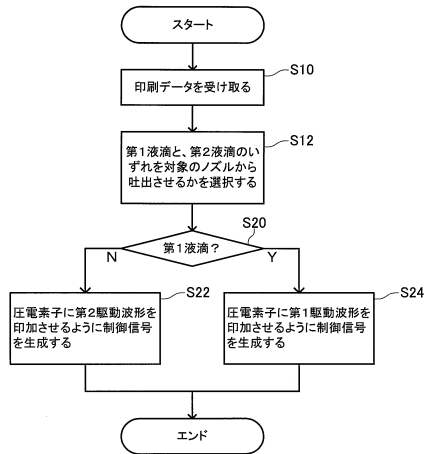 スタート
S10
印刷データを受け取る
S12
第1液滴と、第2液滴のい
ずれを対象のノズルから
吐出させるかを選択する
S20
第1液滴?
N
Y
S22
圧電素子に第2駆動波形を
印加させるように制御信号
を生成する
S24
圧電素子に第1駆動波形を
印加させるように制御信号
を生成する
エンド